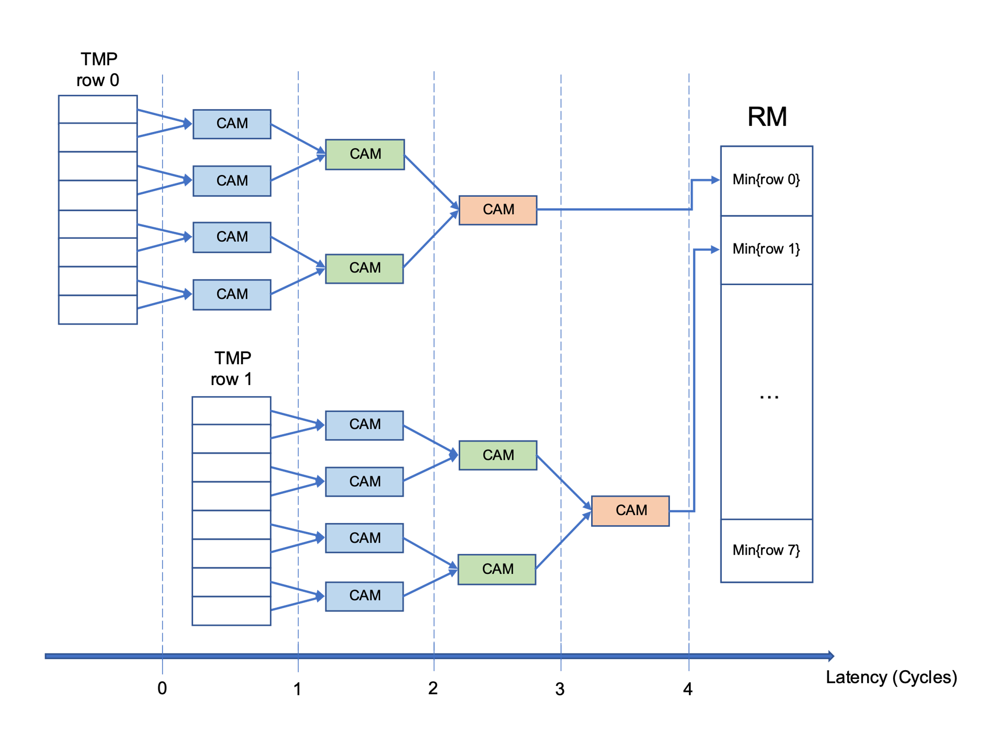 TMP
row 0
CAM
CAM
CAM
CAM
CAM
CAM
CAM
RM
Min{row 0}
Min{row 1}
...
Min{row 7}
TMP
row 1
CAM
CAM
CAM
CAM
CAM
CAM
CAM
0
1
2
3
4
Latency (Cycles)